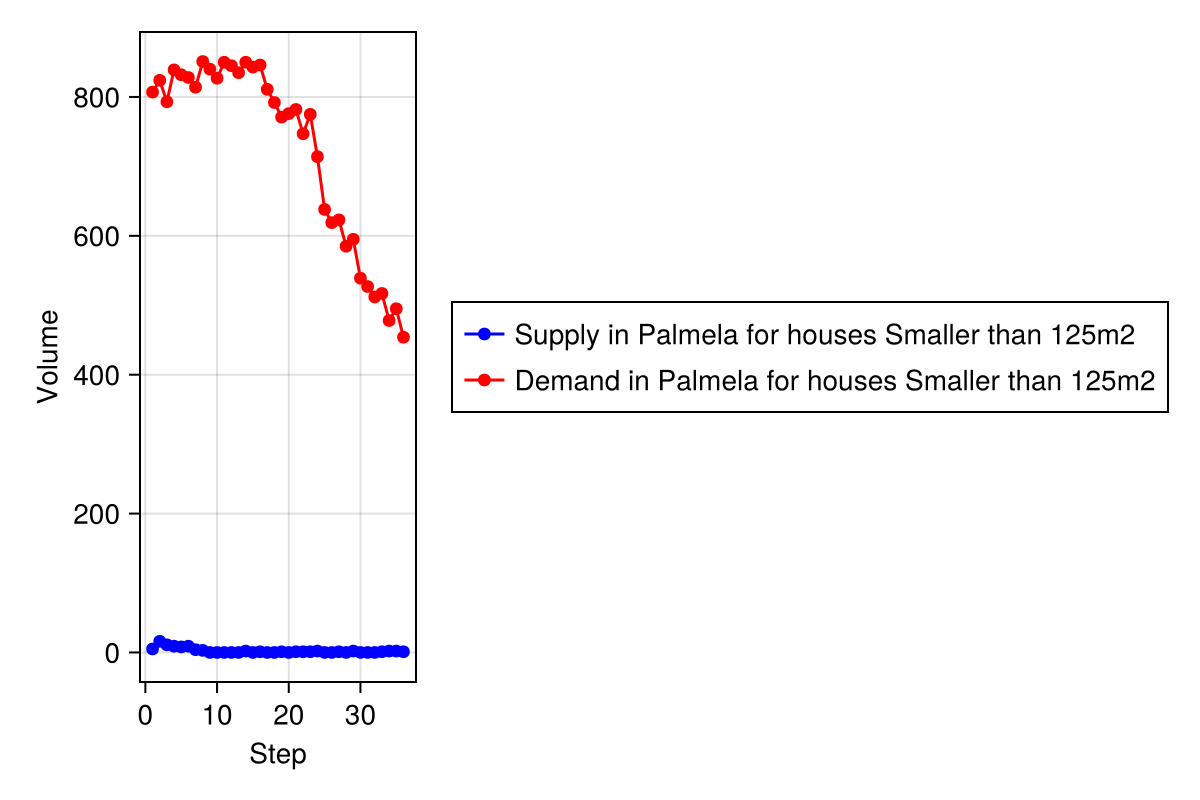 800
600
400
200
0
Volume
0 10 20 30
Step
Supply in Palmela for houses Smaller than 125m2
Demand in Palmela for houses Smaller than 125m2